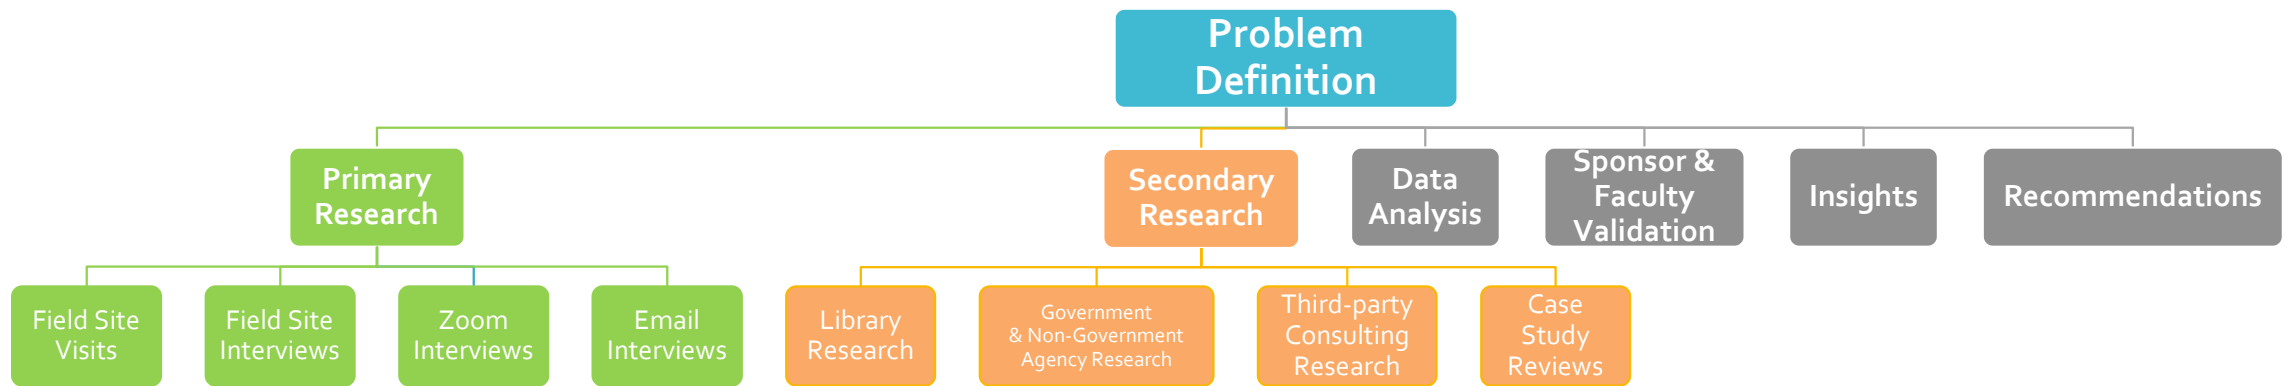 Problem
Definition
Primary
Research
Secondary
Research
Data
Analysis
Sponsor &
Faculty
Validation
Insights
Recommendations
Field Site
Visits
Field Site
Interviews
Zoom
Interviews
Email
Interviews
Library
Research
Government
& Non-Government
Agency Research
Third-party
Consulting
Research
Case
Study
Reviews